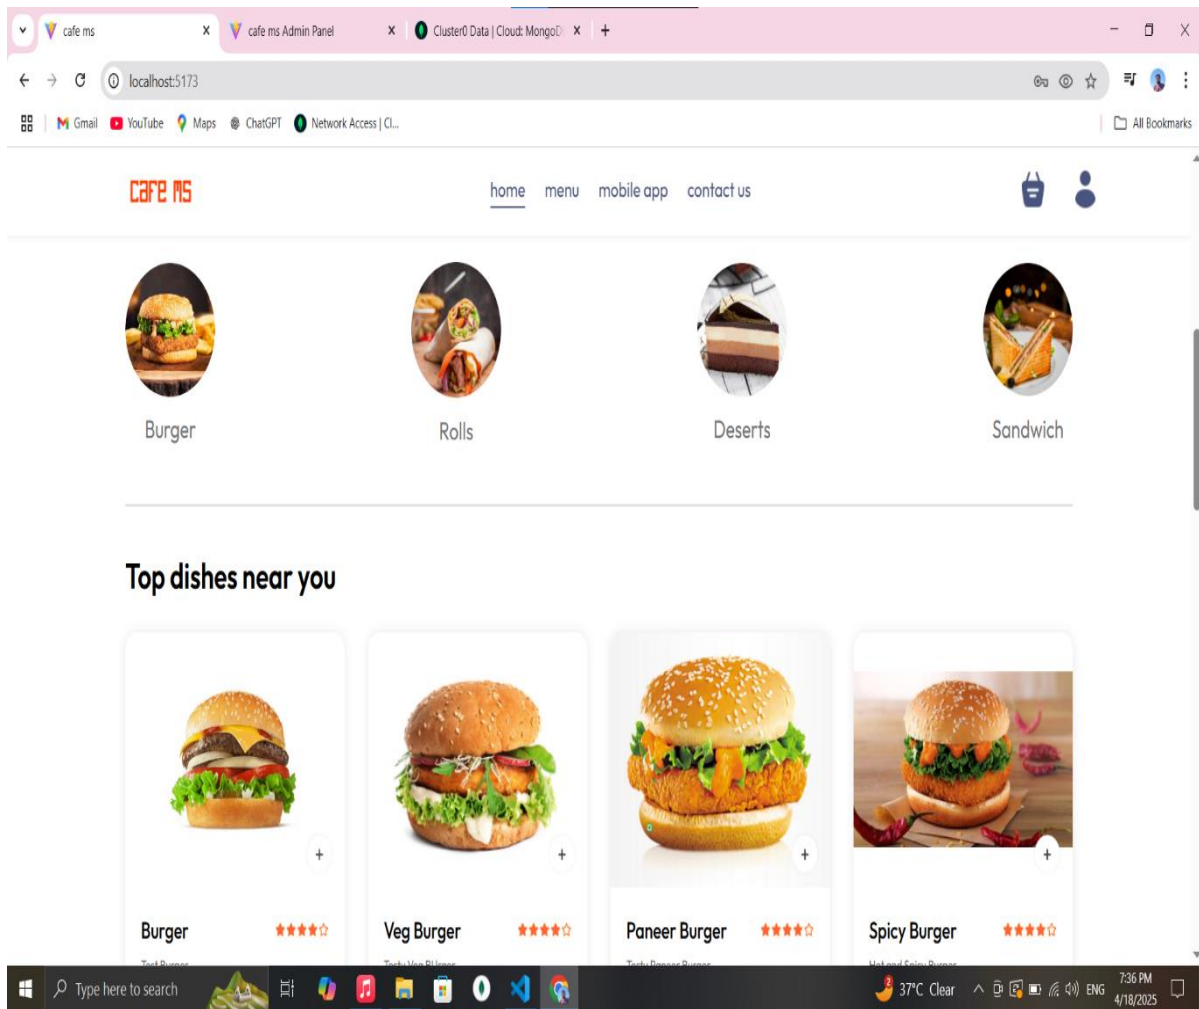 cafe ms
cafe ms Admin Panel
Cluster0 Data | Cloud: MongoD
localhost:5173
Gmail YouTube Maps ChatGPT Network Access | Cl... All Bookmarks
cafe ms
home menu mobile app contact us
Burger Rolls Deserts Sandwich
Top dishes near you
Burger Veg Burger Paneer Burger Spicy Burger
Type here to search
2
37°C Clear
ENG
7:36 PM
4/18/2025